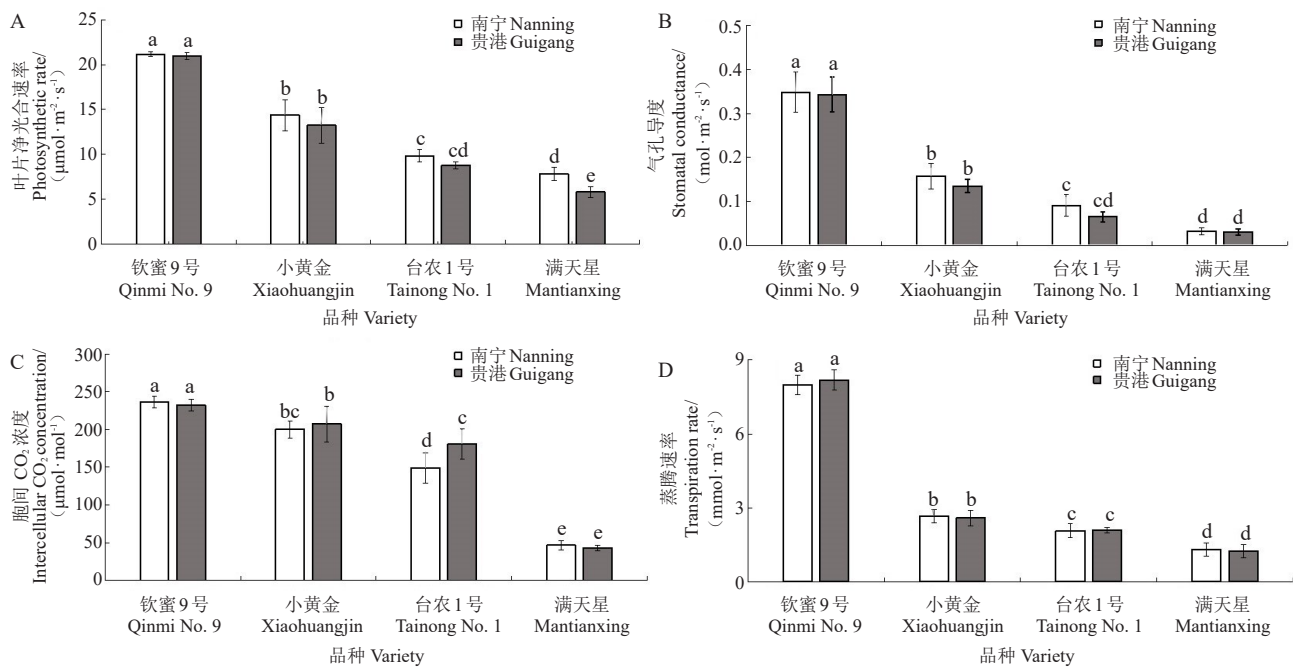 A
叶片净光合速率
Photosynthetic rate/
(μmol·m⁻²·s⁻¹)
25
20
15
10
5
0
南宁 Nanning
贵港 Guigang
a a
b b
c cd
d e
钦蜜9号 小黄金 台农1号 满天星
Qinmi No. 9 Xiaohuangjin Tainong No. 1 Mantianxing
品种 Variety
B
气孔导度
Stomatal conductance/
(mol·m⁻²·s⁻¹)
0.5
0.4
0.3
0.2
0.1
0.0
南宁 Nanning
贵港 Guigang
a a
b b
c cd
d d
钦蜜9号 小黄金 台农1号 满天星
Qinmi No. 9 Xiaohuangjin Tainong No. 1 Mantianxing
品种 Variety
C
胞间 CO₂ 浓度
Intercellular CO₂ concentration/
(μmol·mol⁻¹)
300
250
200
150
100
50
0
南宁 Nanning
贵港 Guigang
a a
bc b
d c
e e
钦蜜9号 小黄金 台农1号 满天星
Qinmi No. 9 Xiaohuangjin Tainong No. 1 Mantianxing
品种 Variety
D
蒸腾速率
Transpiration rate/
(mmol·m⁻²·s⁻¹)
9
6
3
0
南宁 Nanning
贵港 Guigang
a a
b b
c c
d d
钦蜜9号 小黄金 台农1号 满天星
Qinmi No. 9 Xiaohuangjin Tainong No. 1 Mantianxing
品种 Variety